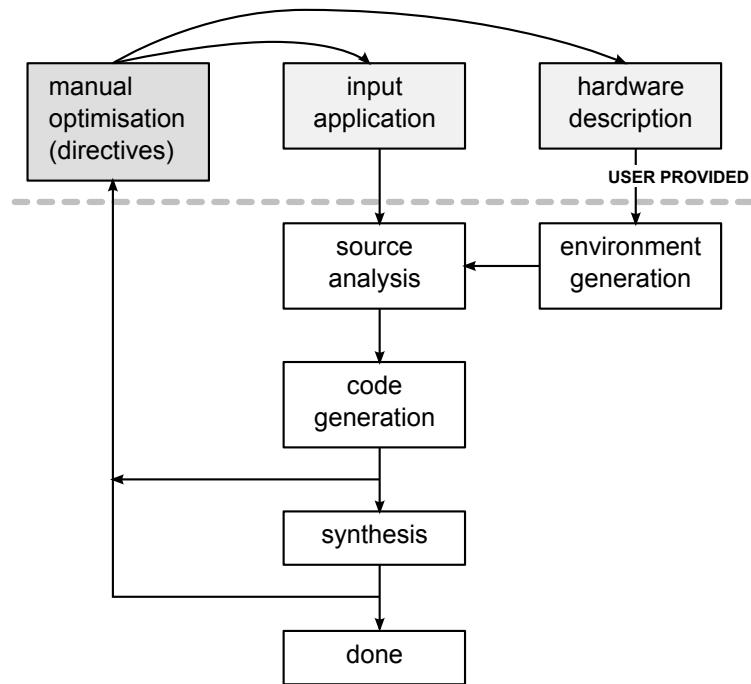 manual
optimisation
(directives)
input
application
hardware
description
USER PROVIDED
source
analysis
environment
generation
code
generation
synthesis
done